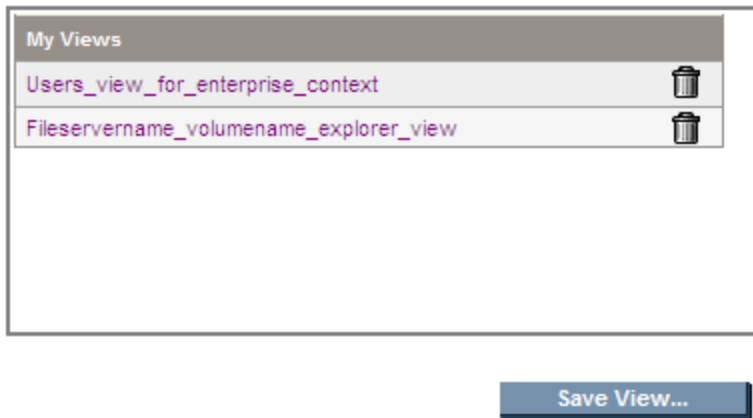 My Views
Users_view_for_enterprise_context
Fileservername_volumename_explorer_view
Save View...